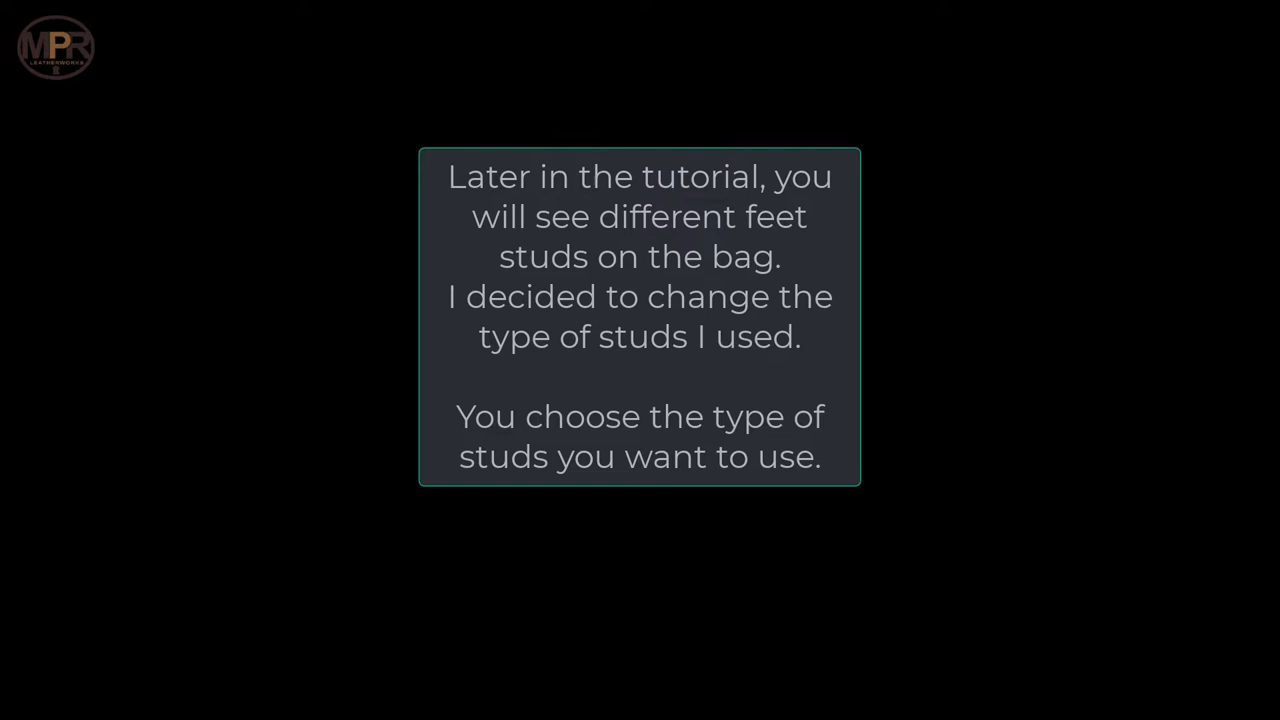 MPR
LEATHERWORKS
Later in the tutorial, you
will see different feet
studs on the bag.
I decided to change the
type of studs I used.
You choose the type of
studs you want to use.